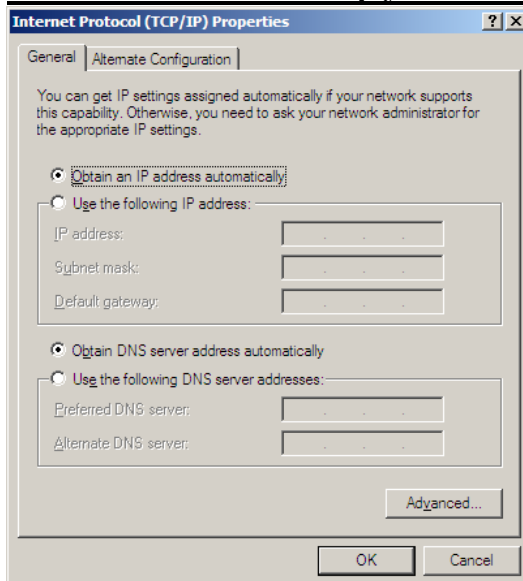 Internet Protocol (TCP/IP) Properties
General
Alternate Configuration
You can get IP settings assigned automatically if your network supports
this capability. Otherwise, you need to ask your network administrator for
the appropriate IP settings.
Obtain an IP address automatically
Use the following IP address:
IP address:
Subnet mask:
Default gateway:
Obtain DNS server address automatically
Use the following DNS server addresses:
Preferred DNS server:
Alternate DNS server:
Advanced...
OK
Cancel